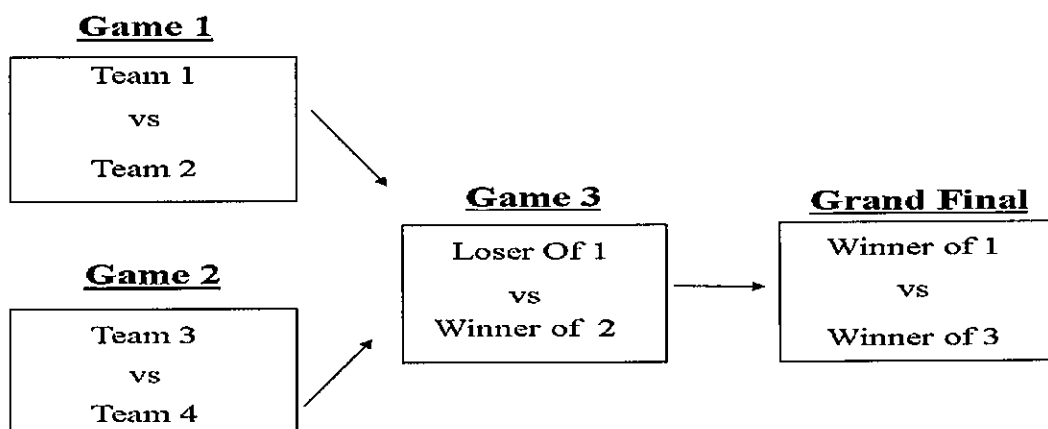 Game 1
Team 1
vs
Team 2
Game 2
Team 3
vs
Team 4
Game 3
Loser Of 1
vs
Winner of 2
Grand Final
Winner of 1
vs
Winner of 3